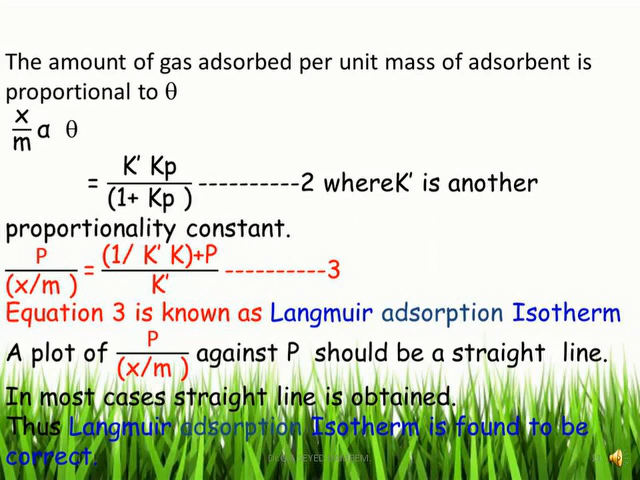 The amount of gas adsorbed per unit mass of adsorbent is
proportional to θ
x/m α θ
= K’ Kp/(1+ Kp ) ----------2 whereK’ is another
proportionality constant.
P/(x/m ) = (1/ K’ K)+P/K’ ----------3
Equation 3 is known as Langmuir adsorption Isotherm
A plot of P/(x/m ) against P should be a straight line.
In most cases straight line is obtained.
Thus Langmuir adsorption Isotherm is found to be
correct.